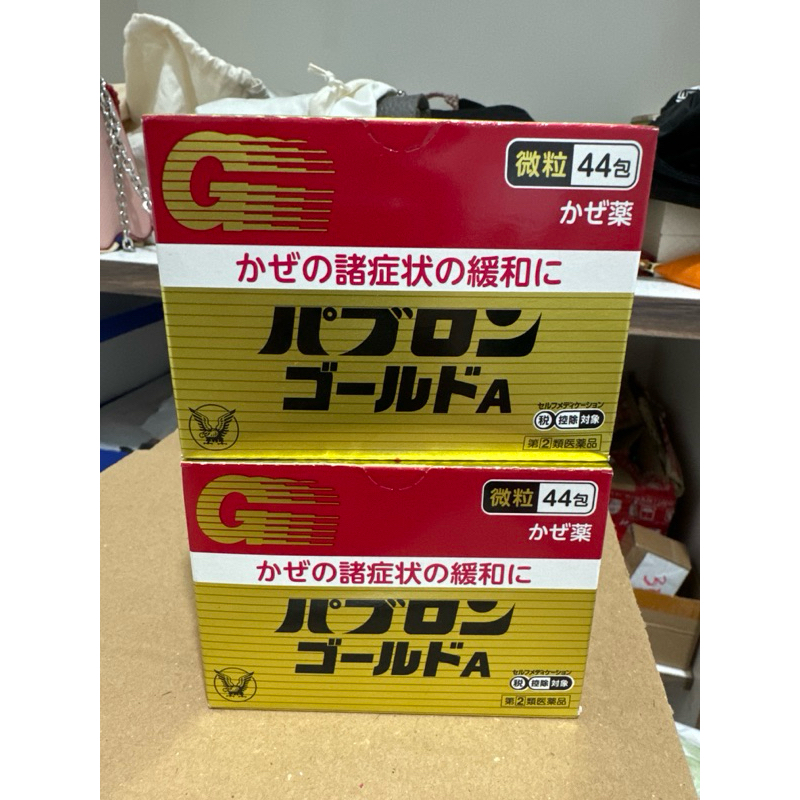 G
微粒 44包
かぜ薬
かぜの諸症状の緩和に
パブロン
ゴールドA
セルフメディケーション
税 控除 対象
指②類医薬品
G
微粒 44包
かぜ薬
かぜの諸症状の緩和に
パブロン
ゴールドA
セルフメディケーション
税 控除 対象
指②類医薬品